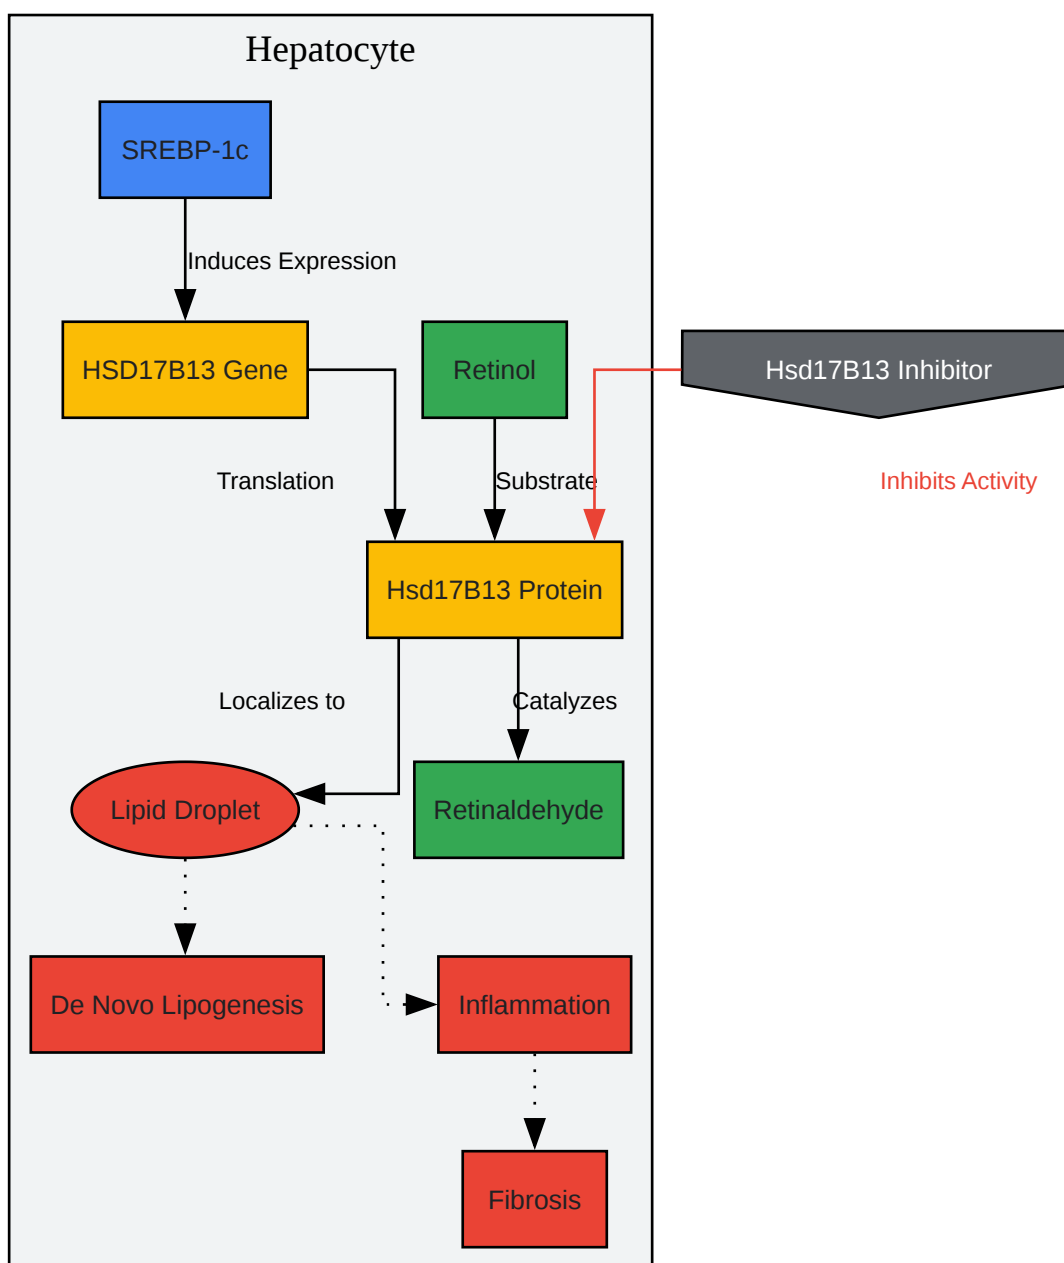 Hepatocyte
SREBP-1c
Induces Expression
HSD17B13 Gene
Retinol
Hsd17B13 Inhibitor
Translation
Substrate
Inhibits Activity
Hsd17B13 Protein
Localizes to
Catalyzes
Lipid Droplet
Retinaldehyde
De Novo Lipogenesis
Inflammation
Fibrosis